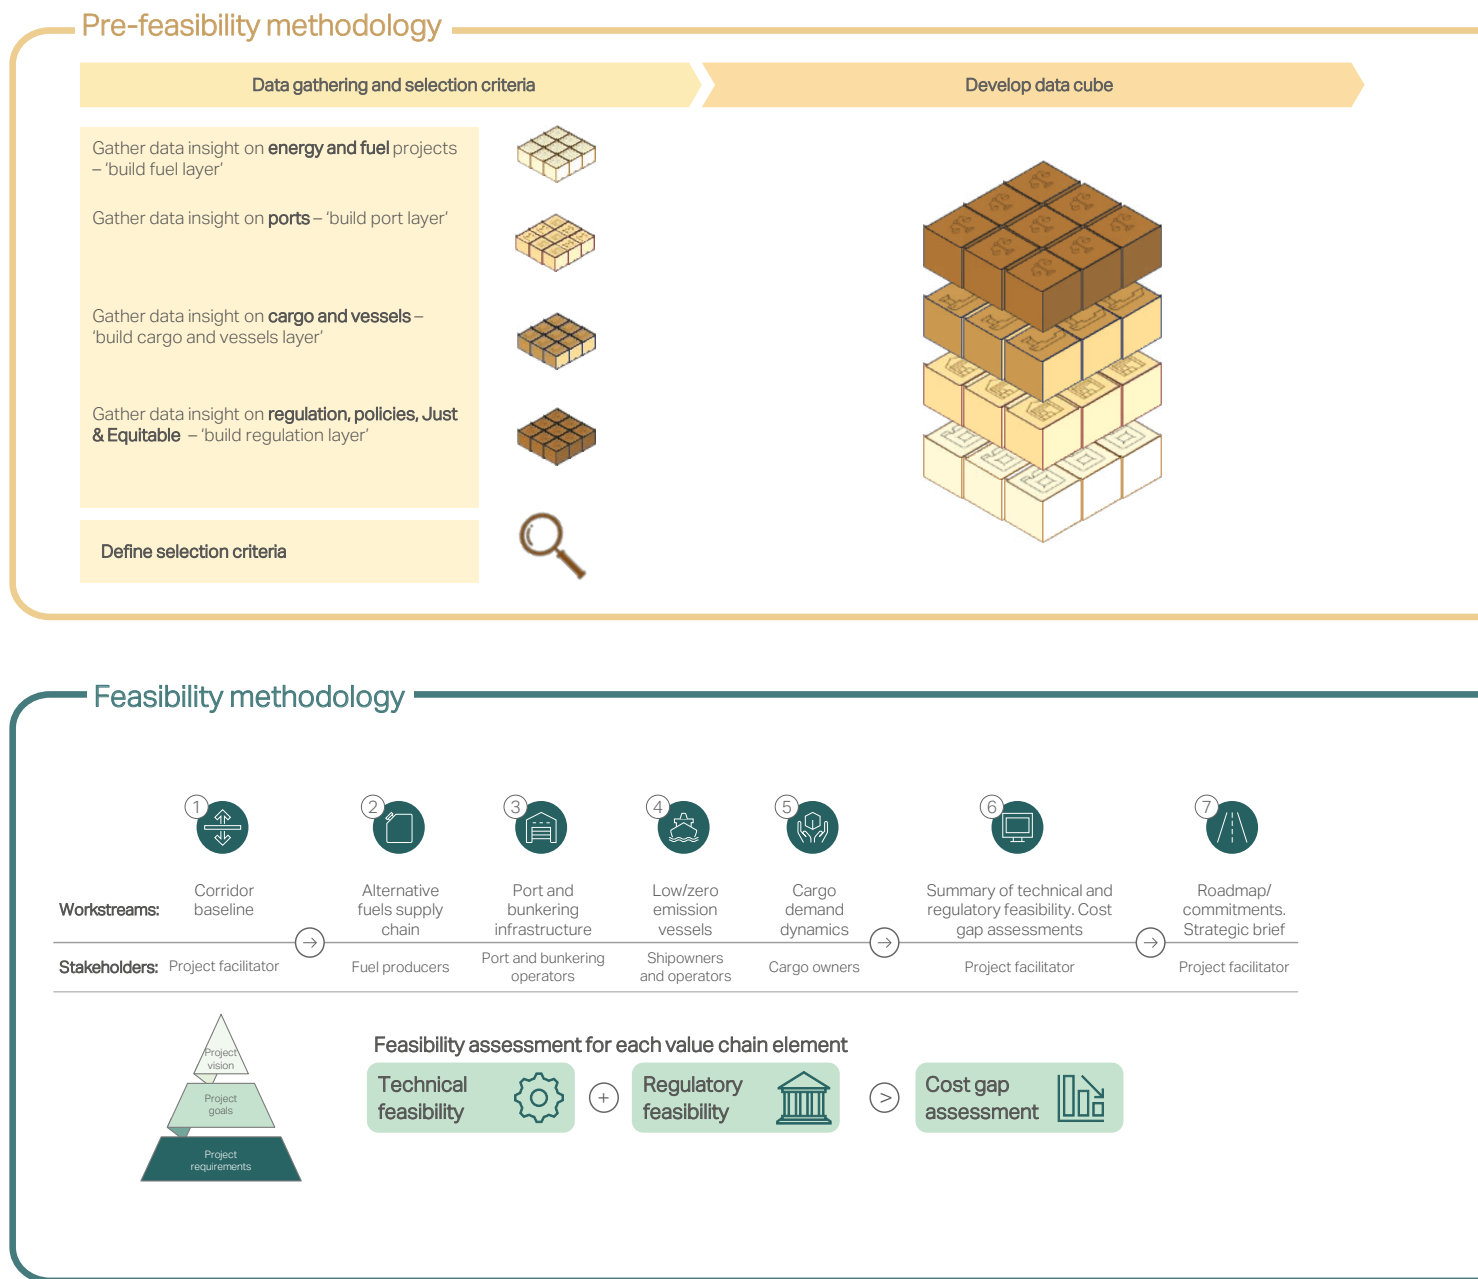 Pre-feasibility methodology
Data gathering and selection criteria
Develop data cube
Gather data insight on energy and fuel projects
– ‘build fuel layer’
Gather data insight on ports – ‘build port layer’
Gather data insight on cargo and vessels –
‘build cargo and vessels layer’
Gather data insight on regulation, policies, Just
& Equitable – ‘build regulation layer’
Define selection criteria
Feasibility methodology
1
2
3
4
5
6
7
Workstreams:
Corridor
baseline
Alternative
fuels supply
chain
Port and
bunkering
infrastructure
Low/zero
emission
vessels
Cargo
demand
dynamics
Summary of technical and
regulatory feasibility. Cost
gap assessments
Roadmap/
commitments.
Strategic brief
Stakeholders:
Project facilitator
Fuel producers
Port and bunkering
operators
Shipowners
and operators
Cargo owners
Project facilitator
Project facilitator
Project
vision
Project
goals
Project
requirements
Feasibility assessment for each value chain element
Technical
feasibility
+
Regulatory
feasibility
>
Cost gap
assessment